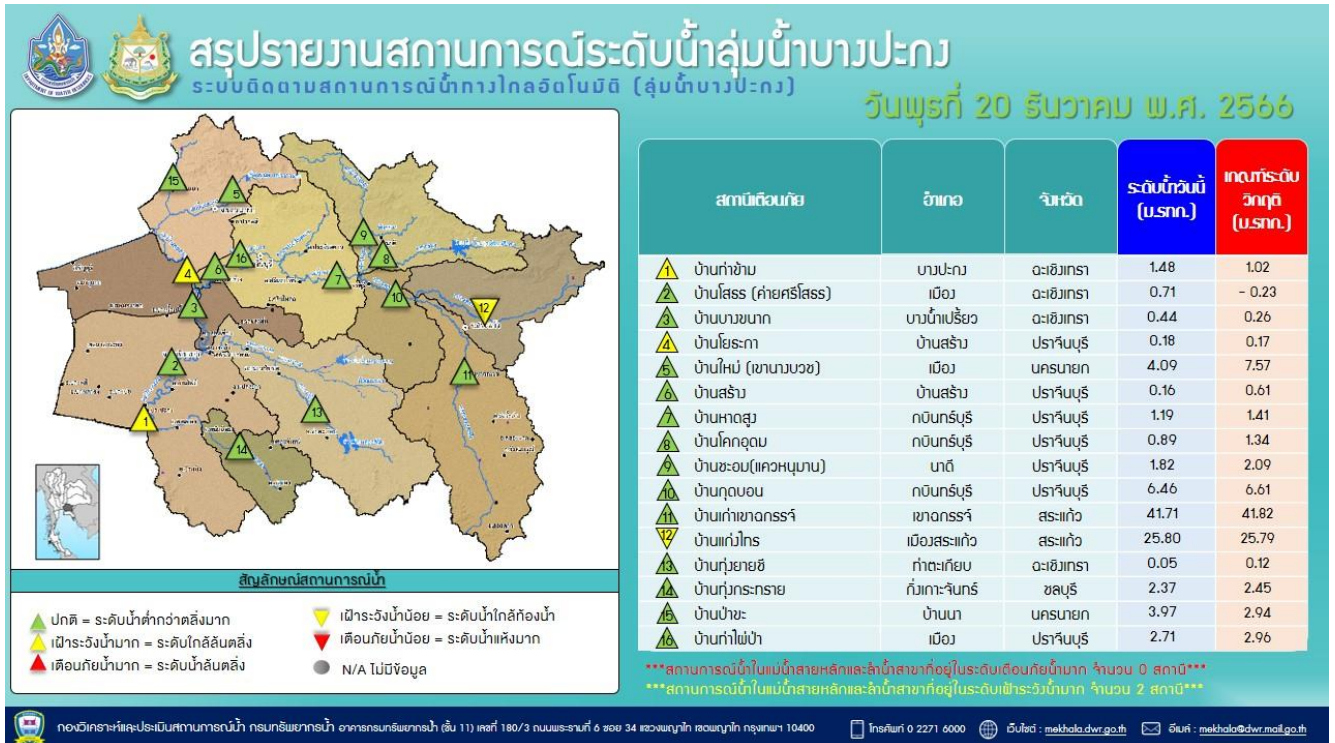 สรุปรายงานสถานการณ์ระดับน้ำลุ่มน้ำบางปะกง
ระบบติดตามสถานการณ์น้ำทางไกลอัตโนมัติ (ลุ่มน้ำบางปะกง)
วันพุธที่ 20 ธันวาคม พ.ศ. 2566
สถานีเตือนภัย อำเภอ จังหวัด ระดับน้ำวันนี้ (ม.รทก.) เกณฑ์ระดับวิกฤติ (ม.รทก.)
1 บ้านท่าข้าม บางปะกง ฉะเชิงเทรา 1.48 1.02
2 บ้านโสธร (ค่ายศรีโสธร) เมือง ฉะเชิงเทรา 0.71 - 0.23
3 บ้านบางขนาก บางน้ำเปรี้ยว ฉะเชิงเทรา 0.44 0.26
4 บ้านโยธะกา บ้านสร้าง ปราจีนบุรี 0.18 0.17
5 บ้านใหม่ (เขานางบวช) เมือง นครนายก 4.09 7.57
6 บ้านสร้าง บ้านสร้าง ปราจีนบุรี 0.16 0.61
7 บ้านหาดสูง กบินทร์บุรี ปราจีนบุรี 1.19 1.41
8 บ้านโคกอุดม กบินทร์บุรี ปราจีนบุรี 0.89 1.34
9 บ้านชะอม(แควหนุมาน) นาดี ปราจีนบุรี 1.82 2.09
10 บ้านกุดบอน กบินทร์บุรี ปราจีนบุรี 6.46 6.61
11 บ้านเก่าเขาฉกรรจ์ เขาฉกรรจ์ สระแก้ว 41.71 41.82
12 บ้านแก่งไทร เมืองสระแก้ว สระแก้ว 25.80 25.79
13 บ้านทุ่งยายชี ท่าตะเกียบ ฉะเชิงเทรา 0.05 0.12
14 บ้านทุ่งกระทราย กิ่งเกาะจันทร์ ชลบุรี 2.37 2.45
15 บ้านป่าขะ บ้านนา นครนายก 3.97 2.94
16 บ้านท่าไผ่ป่า เมือง ปราจีนบุรี 2.71 2.96
***สถานการณ์น้ำในแม่น้ำสายหลักและลำน้ำสาขาที่อยู่ในระดับเตือนภัยน้ำมาก จำนวน 0 สถานี***
***สถานการณ์น้ำในแม่น้ำสายหลักและลำน้ำสาขาที่อยู่ในระดับเฝ้าระวังน้ำมาก จำนวน 2 สถานี***
สัญลักษณ์สถานการณ์น้ำ
ปกติ = ระดับน้ำต่ำกว่าตลิ่งมาก
เฝ้าระวังน้ำมาก = ระดับใกล้ล้นตลิ่ง
เตือนภัยน้ำมาก = ระดับน้ำล้นตลิ่ง
เฝ้าระวังน้ำน้อย = ระดับน้ำใกล้ท้องน้ำ
เตือนภัยน้ำน้อย = ระดับน้ำแห้งมาก
N/A ไม่มีข้อมูล
กองวิเคราะห์และประเมินสถานการณ์น้ำ กรมทรัพยากรน้ำ อาคารกรมทรัพยากรน้ำ (ชั้น 11) เลขที่ 180/3 ถนนพระรามที่ 6 ซอย 34 แขวงพญาไท เขตพญาไท กรุงเทพฯ 10400 โทรศัพท์ 0 2271 6000 เว็บไซต์ : mekhala.dwr.go.th อีเมล์ : mekhala@dwr.mail.go.th